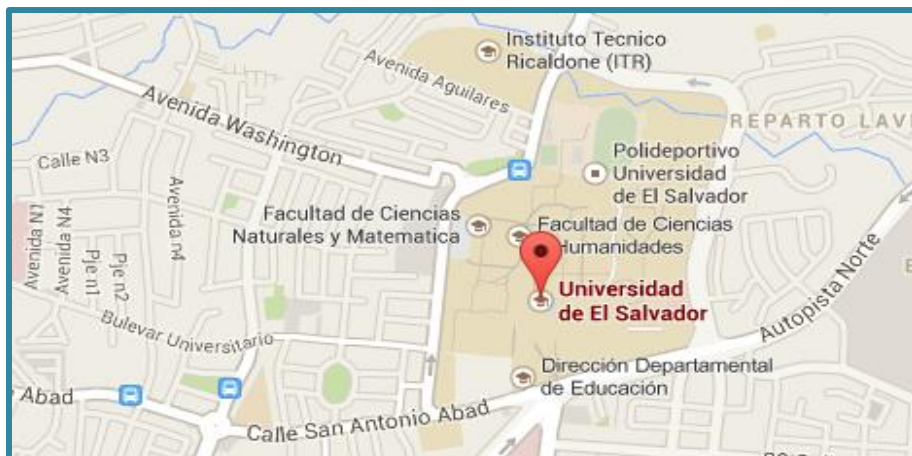 Instituto Tecnico
Ricaldone (ITR)
Avenida Aguilares
Avenida Washington
REPARTO LAVI
Calle N3
Polideportivo
Universidad
de El Salvador
Avenida n4
Avenida N1
Avenida N4
Pje n1
Pje n2
Facultad de Ciencias
Naturales y Matematica
Facultad de Ciencias
Humanidades
Universidad
de El Salvador
Autopista Norte
Bulevar Universitario
Dirección Departamental
de Educación
Abad
Calle San Antonio Abad